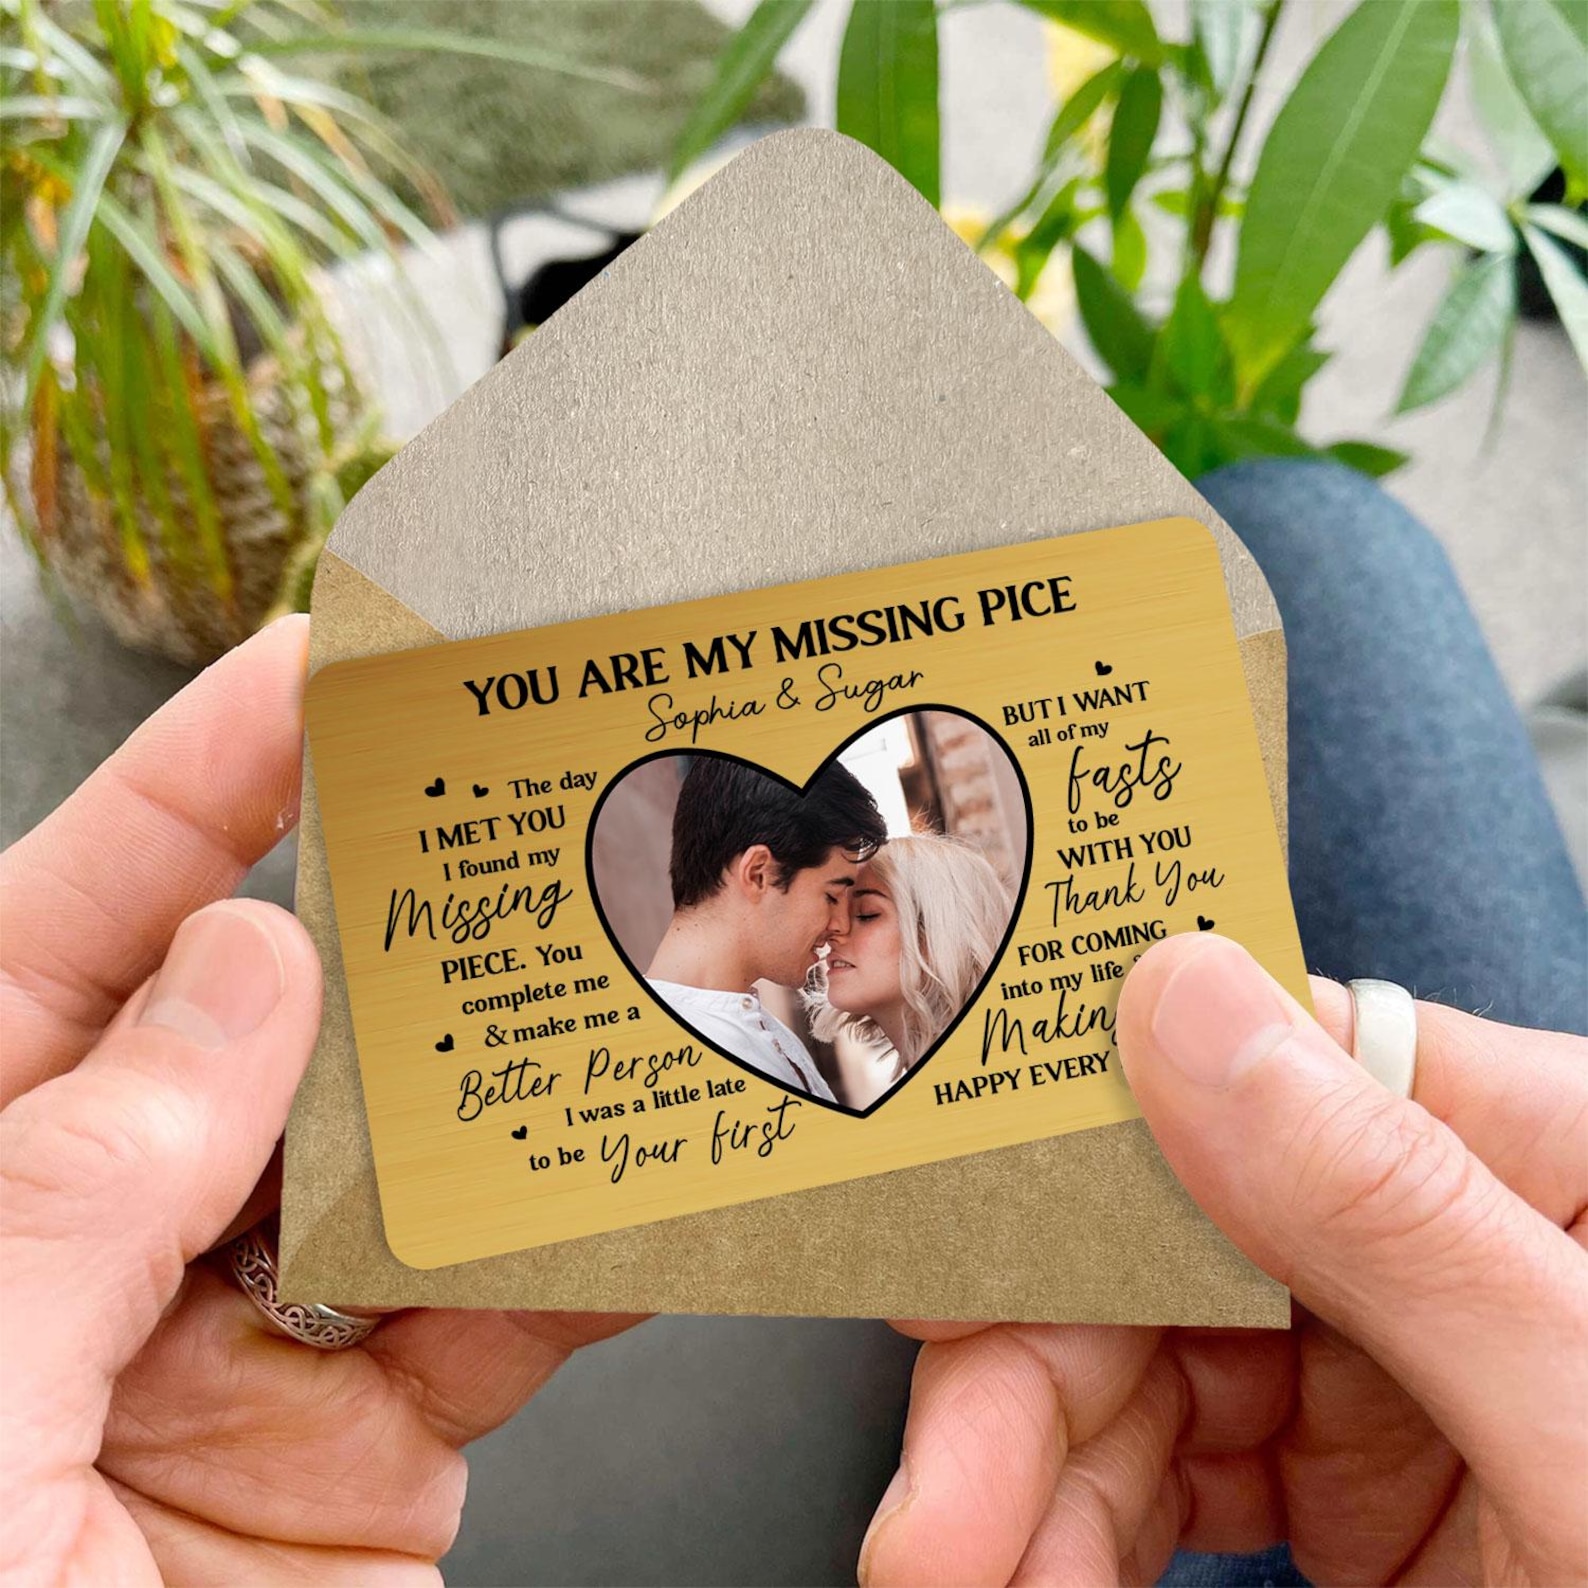 YOU ARE MY MISSING PICE
Sophia & Sugar
The day
I MET YOU
I found my
Missing
PIECE. You
complete me
& make me a
Better Person
I was a little late
to be Your first
BUT I WANT
all of my
fasts
to be
WITH YOU
Thank You
FOR COMING
into my life
Makin
HAPPY EVERY